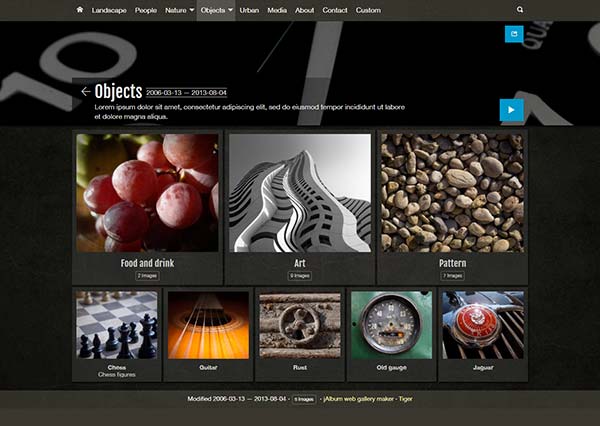 Landscape People Nature Objects Urban Media About Contact Custom
10
QUA
Objects 2006-03-13 — 2013-08-04
Lorem ipsum dolor sit amet, consectetur adipiscing elit, sed do eiusmod tempor incididunt ut labore
et dolore magna aliqua.
Food and drink Art Pattern
2 Images 9 Images 7 Images
Chess Guitar Rust Old gauge Jaguar
Chess figures
Modified 2006-03-13 — 2013-08-04 · 5 Images · jAlbum web gallery maker · Tiger